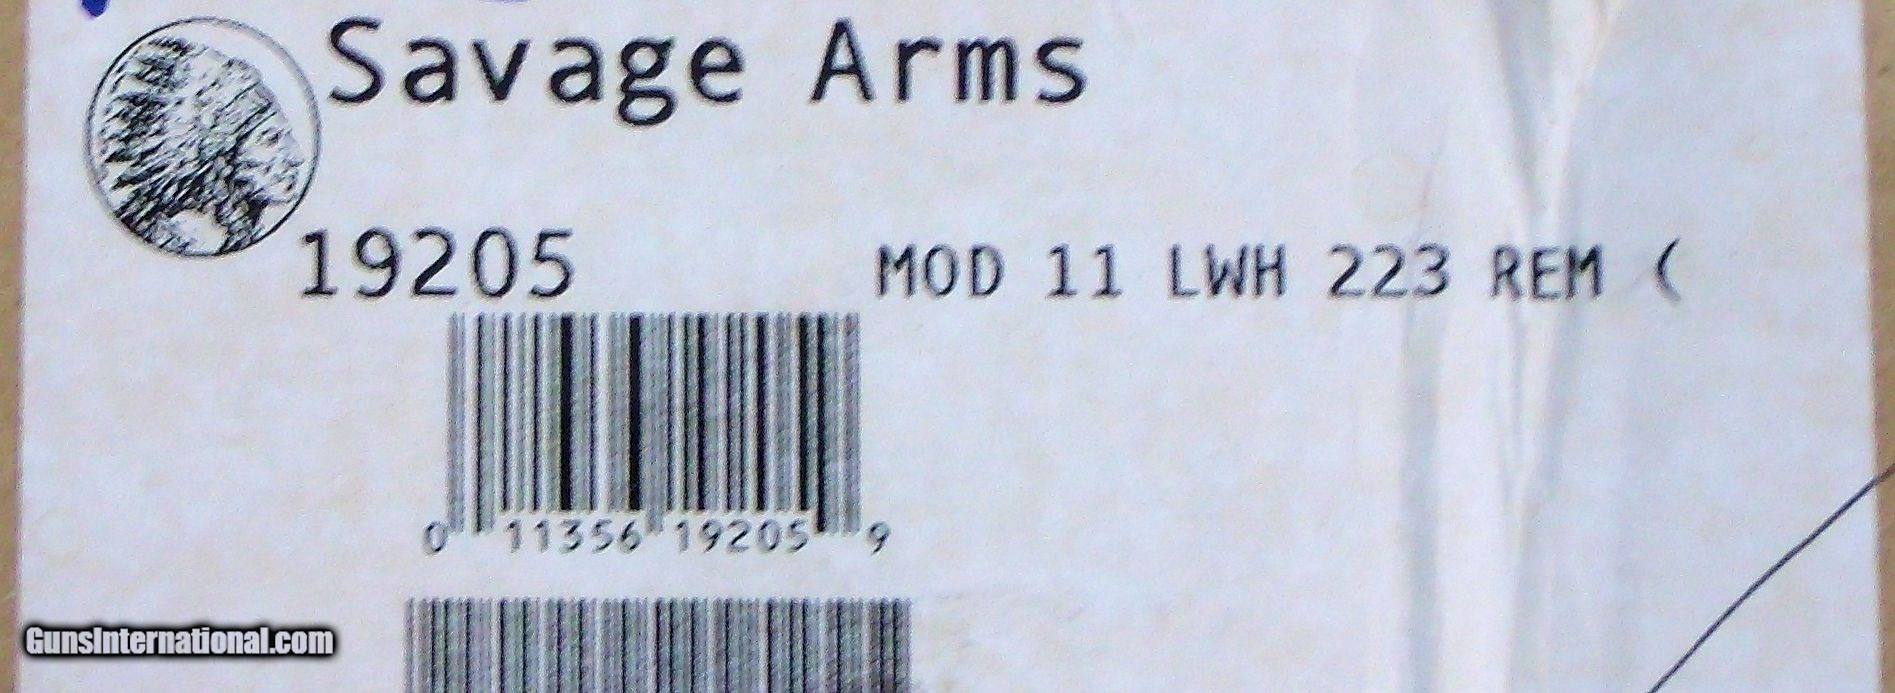 Savage Arms
19205 MOD 11 LWH 223 REM (
0 11356 19205 9
GunsInternational.com